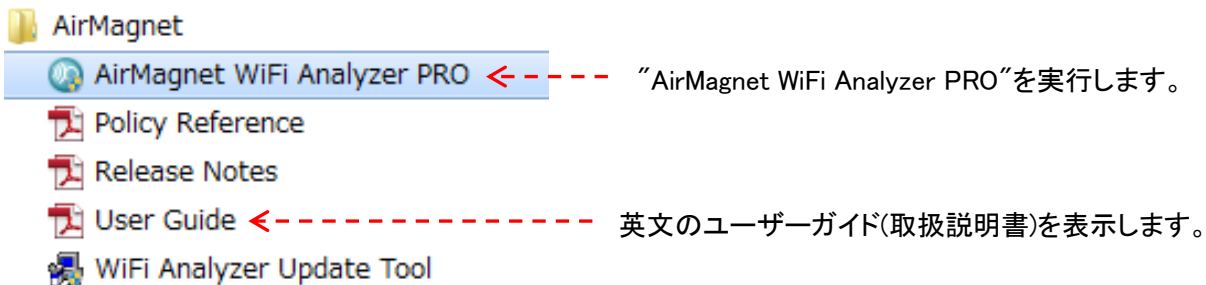 AirMagnet
AirMagnet WiFi Analyzer PRO
"AirMagnet WiFi Analyzer PRO"を実行します。
Policy Reference
Release Notes
User Guide
英文のユーザーガイド(取扱説明書)を表示します。
WiFi Analyzer Update Tool